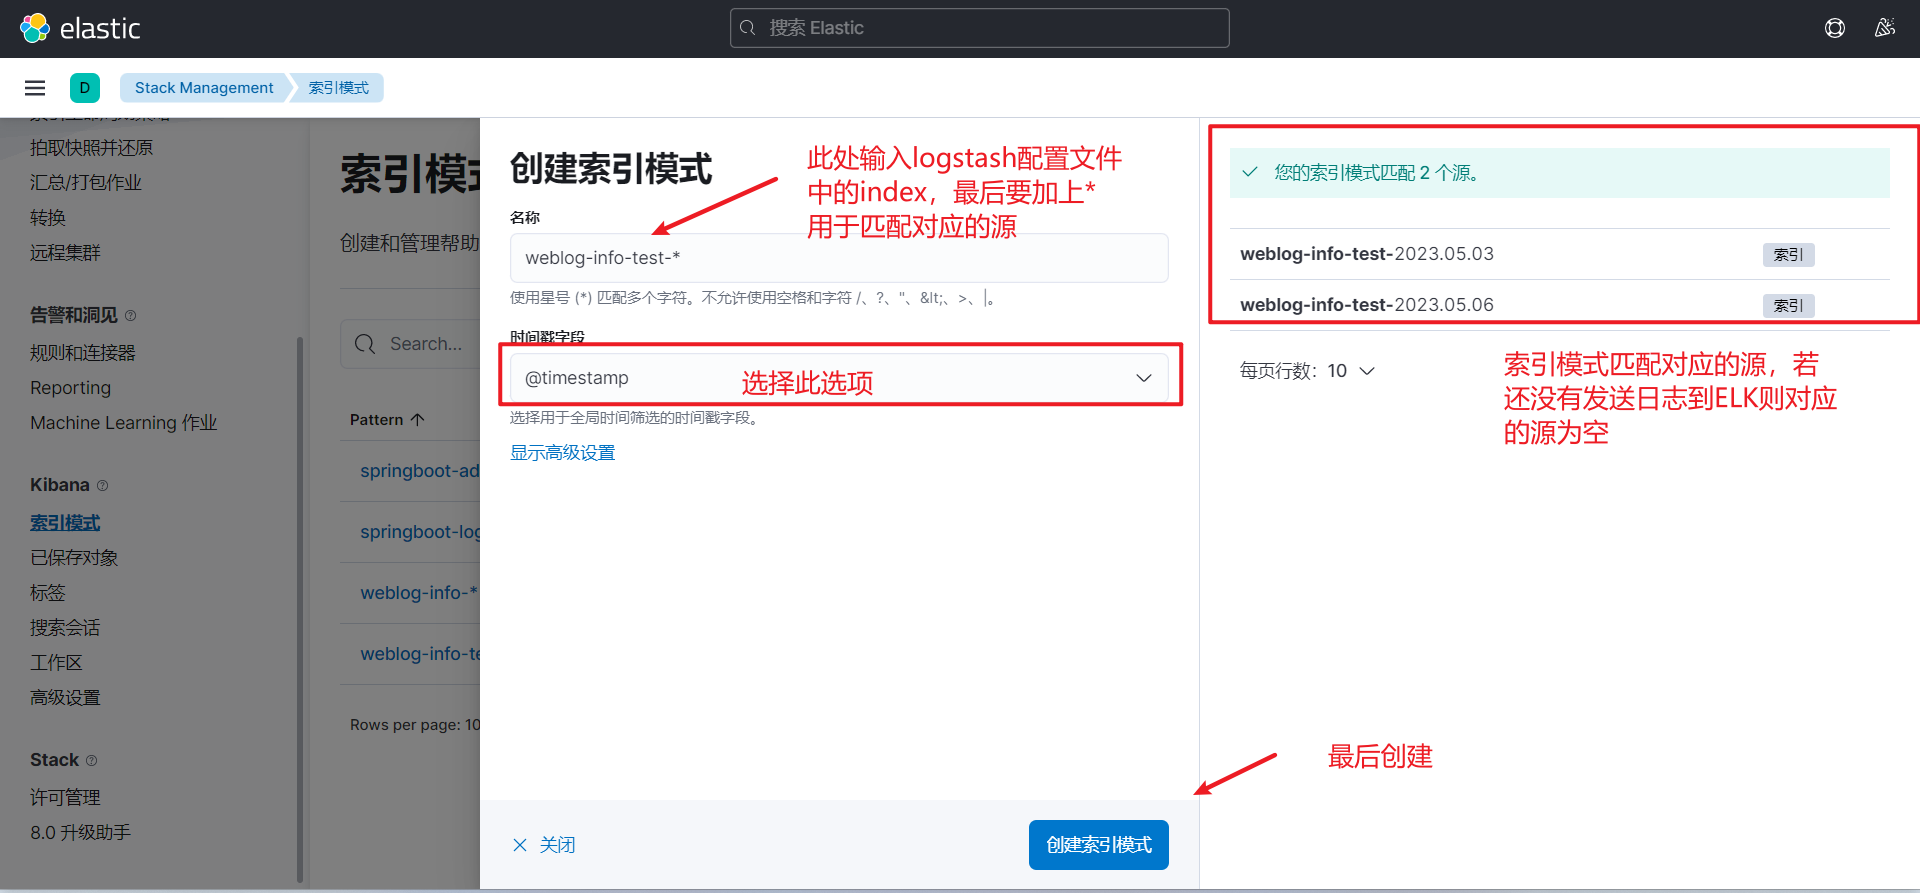 elastic
搜索 Elastic
D
Stack Management
索引模式
拍取快照并还原
汇总/打包作业
转换
远程集群
告警和洞见
规则和连接器
Reporting
Machine Learning 作业
Kibana
索引模式
已保存对象
标签
搜索会话
工作区
高级设置
Stack
许可管理
8.0 升级助手
索引模式
创建和管理帮助
Search...
Pattern
springboot-ad
springboot-log
weblog-info-*
weblog-info-te
Rows per page: 10
创建索引模式
此处输入logstash配置文件
中的index，最后要加上*
用于匹配对应的源
名称
weblog-info-test-*
使用星号 (*) 匹配多个字符。不允许使用空格和字符 /、?、"、&lt;、>、|。
时间戳字段
@timestamp
选择此选项
选择用于全局时间筛选的时间戳字段。
显示高级设置
关闭
创建索引模式
您的索引模式匹配 2 个源。
weblog-info-test-2023.05.03 索引
weblog-info-test-2023.05.06 索引
每页行数: 10
索引模式匹配对应的源，若
还没有发送日志到ELK则对应
的源为空
最后创建